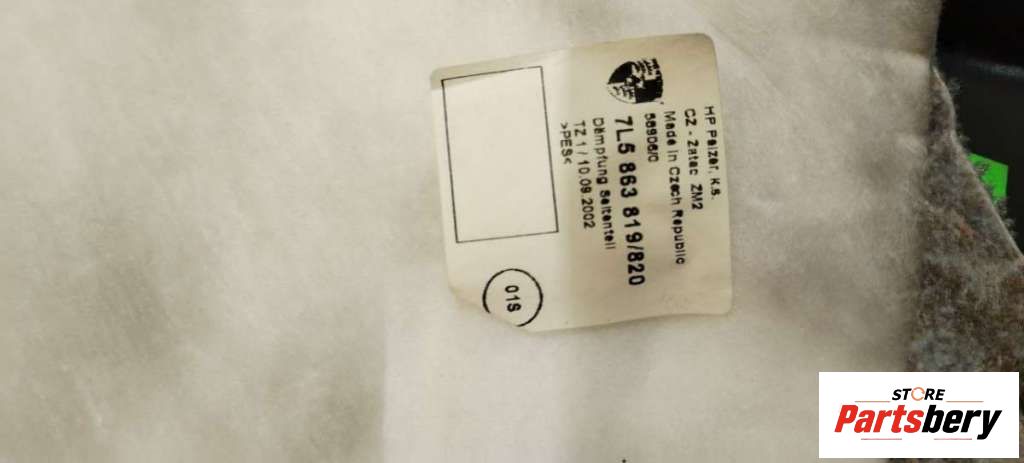 HP Pelzer, K.s.
CZ - Zatec ZM2
Made in Czech Republic
58906/C
7L5 863 819/820
Dämpfung Seitenteil
TZ 1 / 10.09.2002
>PES<
01S
STORE
Partsbery